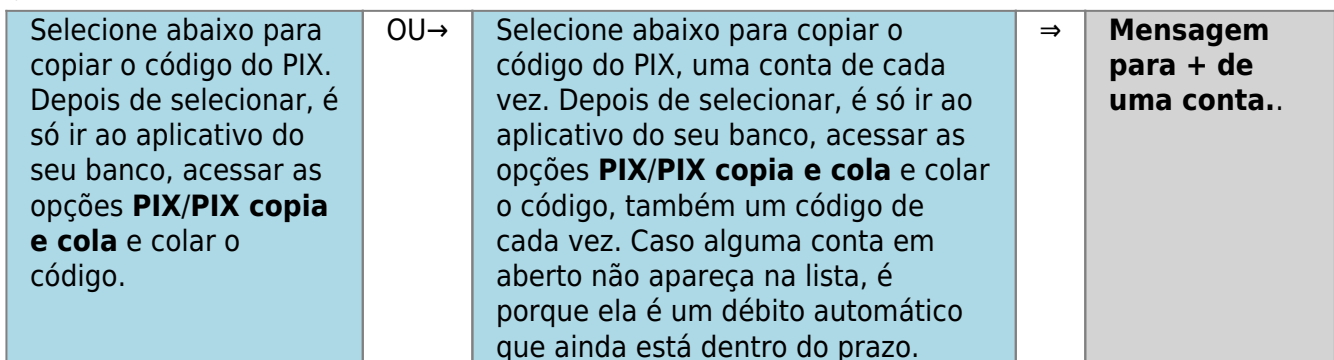 Selecione abaixo para
copiar o código do PIX.
Depois de selecionar, é
só ir ao aplicativo do
seu banco, acessar as
opções PIX/PIX copia
e cola e colar o
código.
OU→
Selecione abaixo para copiar o
código do PIX, uma conta de cada
vez. Depois de selecionar, é só ir ao
aplicativo do seu banco, acessar as
opções PIX/PIX copia e cola e colar
o código, também um código de
cada vez. Caso alguma conta em
aberto não apareça na lista, é
porque ela é um débito automático
que ainda está dentro do prazo.
⇒
Mensagem
para + de
uma conta..